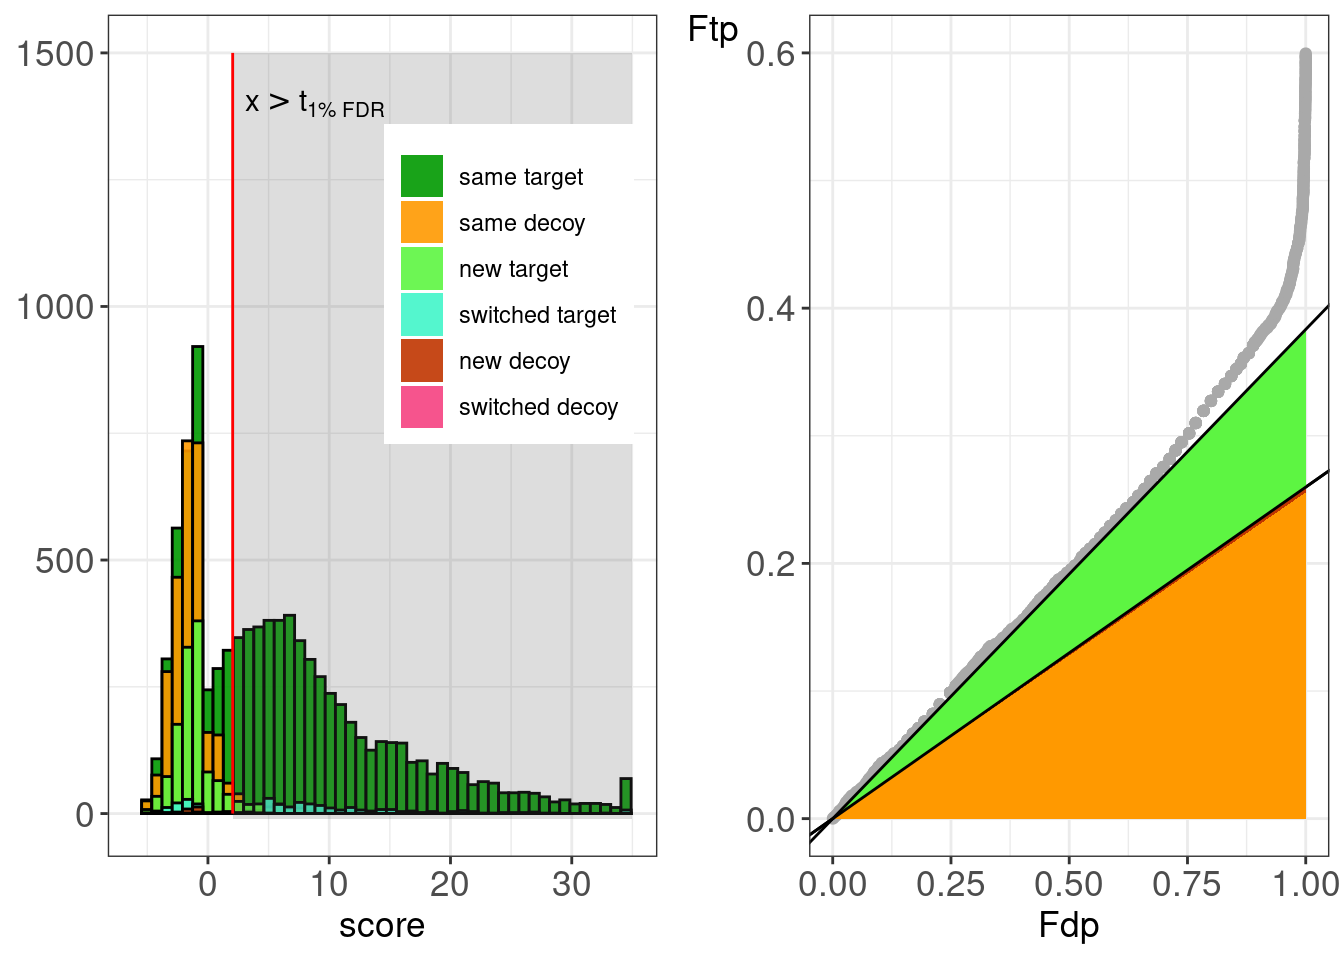 1500
1000
500
0
x > t1% FDR
same target
same decoy
new target
switched target
new decoy
switched decoy
0 10 20 30
score
Ftp
0.6
0.4
0.2
0.0
0.00 0.25 0.50 0.75 1.00
Fdp